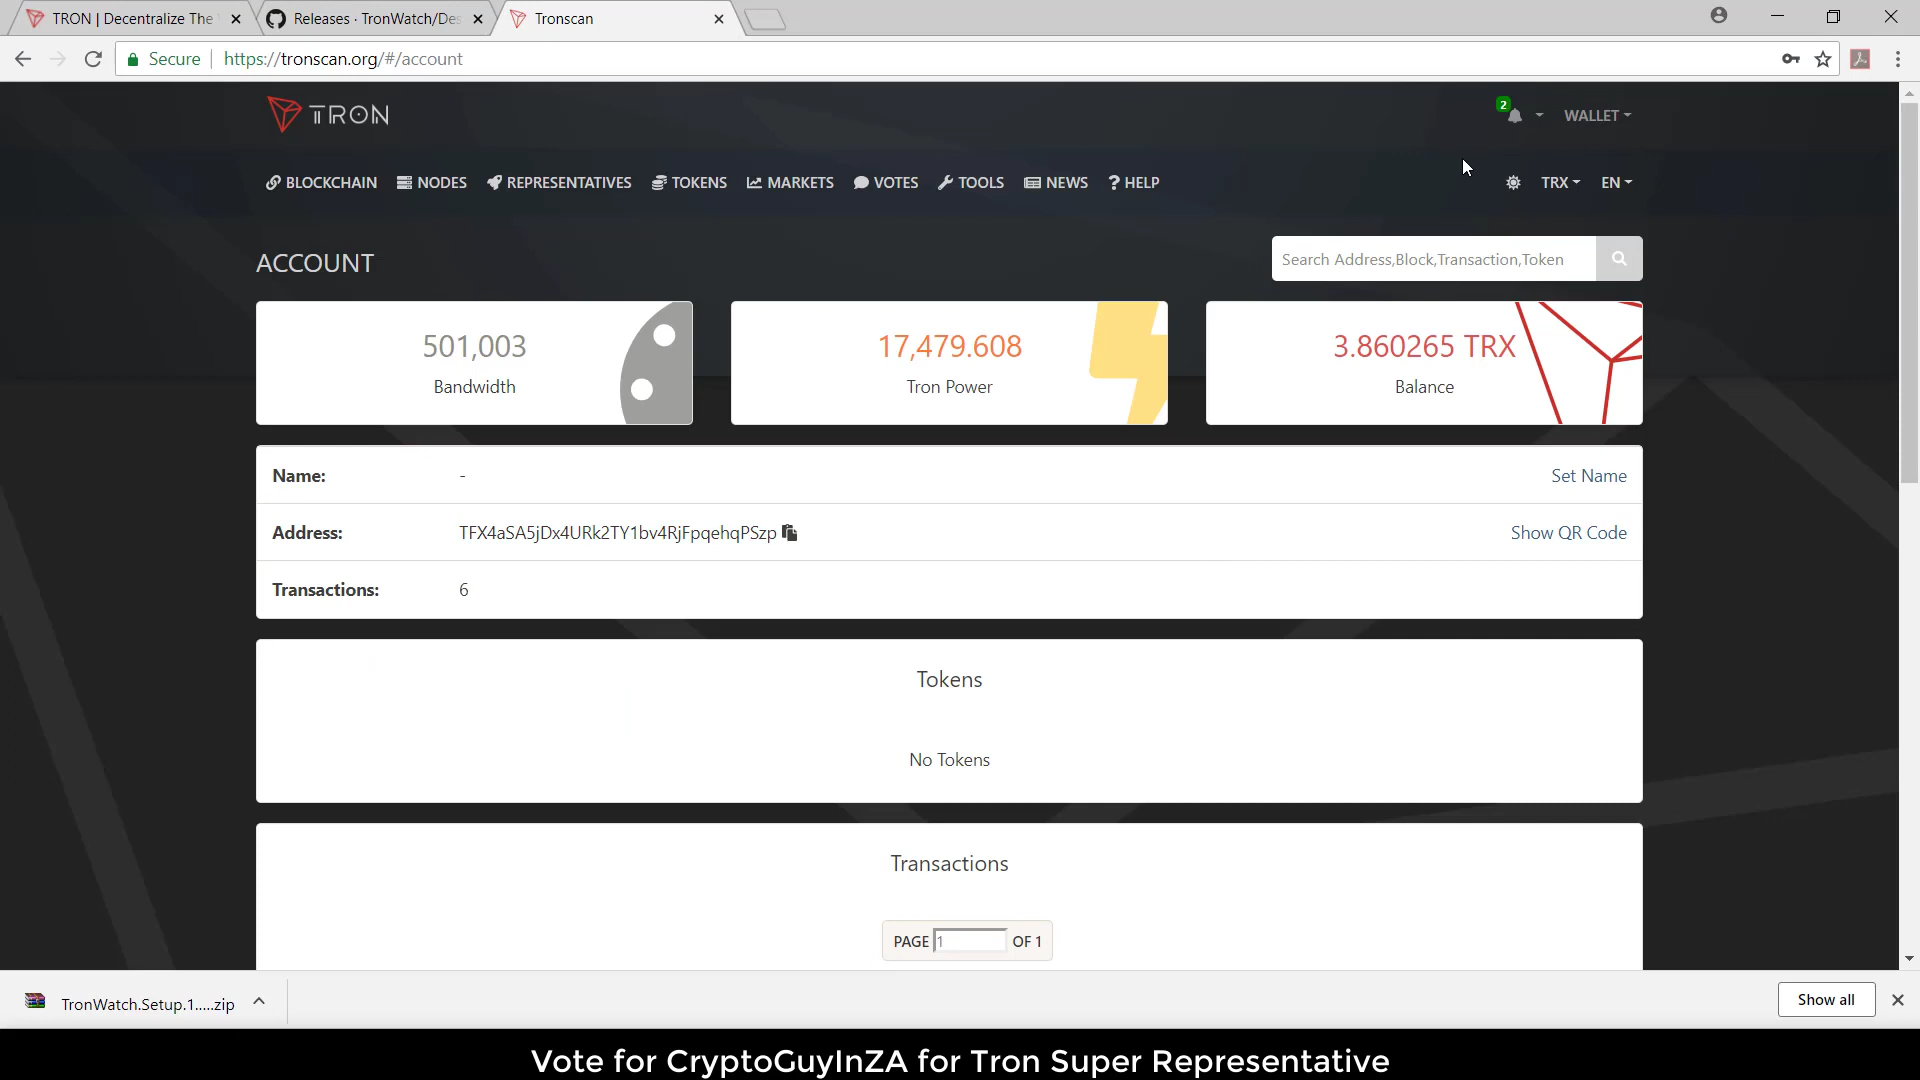 TRON | Decentralize The
Releases · TronWatch/Des
Tronscan
Secure
https://tronscan.org/#/account
TRON
2
WALLET
BLOCKCHAIN
NODES
REPRESENTATIVES
TOKENS
MARKETS
VOTES
TOOLS
NEWS
? HELP
TRX
EN
ACCOUNT
Search Address,Block,Transaction,Token
501,003
Bandwidth
17,479.608
Tron Power
3.860265 TRX
Balance
Name: - Set Name
Address: TFX4aSA5jDx4URk2TY1bv4RjFpqehqPSzp Show QR Code
Transactions: 6
Tokens
No Tokens
Transactions
PAGE 1 OF 1
TronWatch.Setup.1.....zip
Show all
Vote for CryptoGuyInZA for Tron Super Representative